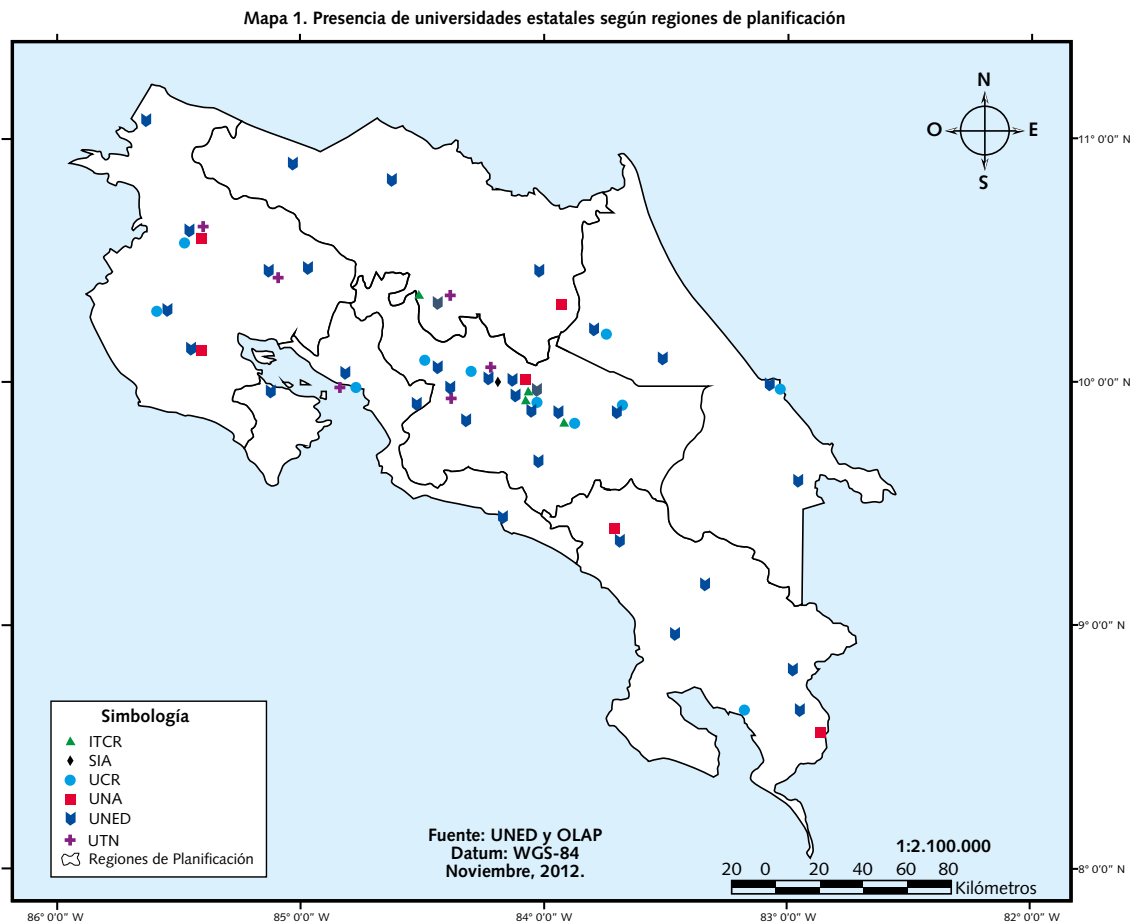 Mapa 1. Presencia de universidades estatales según regiones de planificación
N
O
E
S
11° 0'0" N
10° 0'0" N
9° 0'0" N
8° 0'0" N
Simbología
ITCR
SIA
UCR
UNA
UNED
UTN
Regiones de Planificación
Fuente: UNED y OLAP
Datum: WGS-84
Noviembre, 2012.
1:2.100.000
20 0 20 40 60 80
Kilómetros
86° 0'0" W
85° 0'0" W
84° 0'0" W
83° 0'0" W
82° 0'0" W